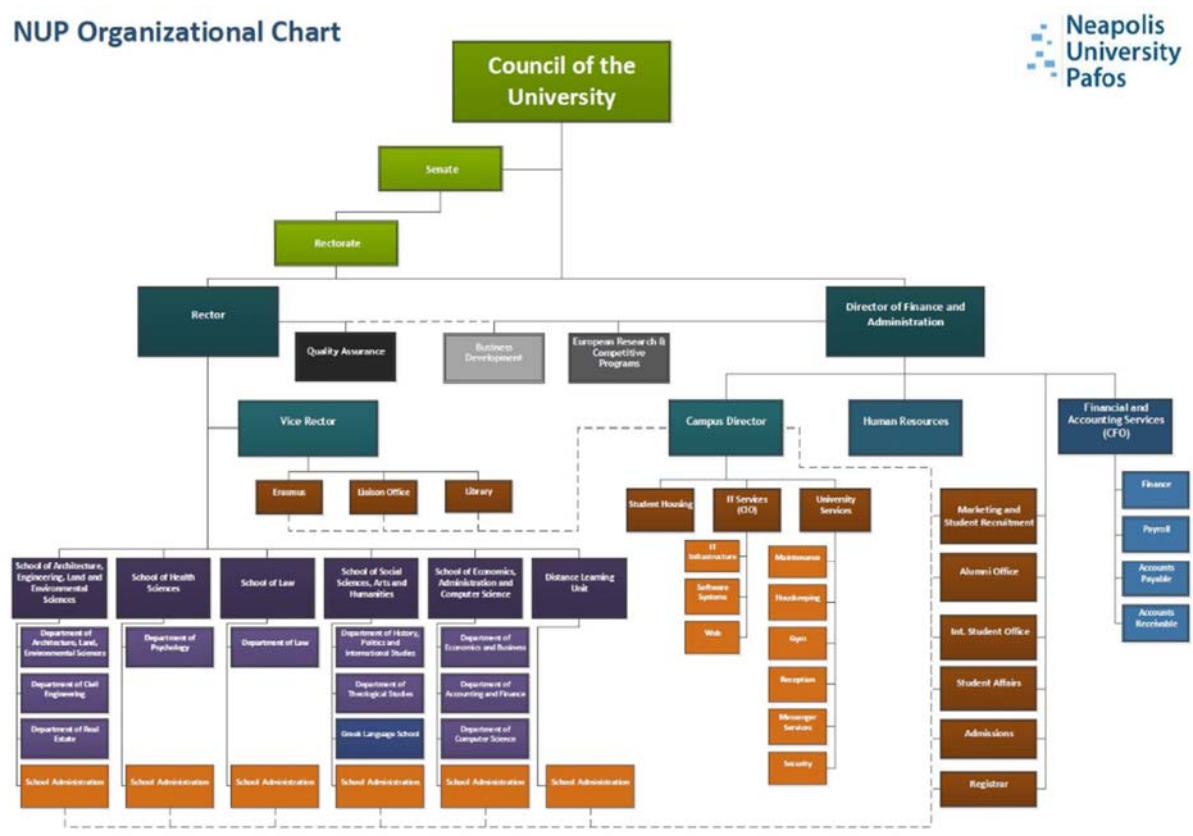 NUP Organizational Chart
Neapolis
University
Pafos
Council of the
University
Senate
Rectorate
Rector
Director of Finance and
Administration
Quality Assurance
Business
Development
European Research &
Competitive
Programs
Vice Rector
Campus Director
Human Resources
Financial and
Accounting Services
(CFO)
Erasmus
Liaison Office
Library
Student Housing
IT Services
(CIO)
University
Services
Finance
Payroll
Accounts
Payable
Accounts
Receivable
Marketing and
Student Recruitment
Alumni Office
Int. Student Office
Student Affairs
Admissions
Registrar
IT
Infrastructure
Software
Systems
Web
Maintenance
Housekeeping
Gym
Reception
Messenger
Services
Security
School of Architecture,
Engineering, Land and
Environmental
Sciences
School of Health
Sciences
School of Law
School of Social
Sciences, Arts and
Humanities
School of Economics,
Administration and
Computer Science
Distance Learning
Unit
Department of
Architecture, Land,
Environmental Sciences
Department of Civil
Engineering
Department of Real
Estate
School Administration
Department of
Psychology
School Administration
Department of Law
School Administration
Department of History,
Politics and
International Studies
Department of
Theological Studies
Greek Language School
School Administration
Department of
Economics and Business
Department of
Accounting and Finance
Department of
Computer Science
School Administration
School Administration